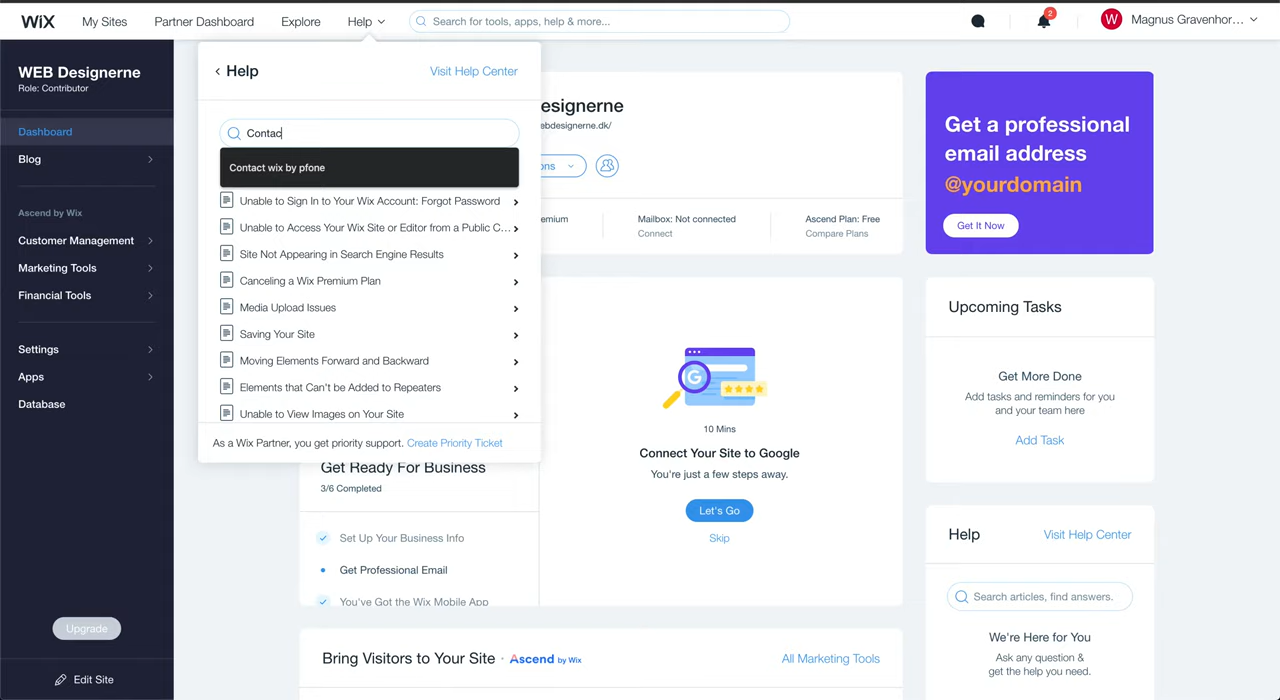 WiX
My Sites
Partner Dashboard
Explore
Help
Search for tools, apps, help & more...
2
W
Magnus Gravenhor...
WEB Designerne
Role: Contributor
Dashboard
Blog
Ascend by Wix
Customer Management
Marketing Tools
Financial Tools
Settings
Apps
Database
Upgrade
Edit Site
Help
Visit Help Center
Contac
Contact wix by pfone
Unable to Sign In to Your Wix Account: Forgot Password
Unable to Access Your Wix Site or Editor from a Public C...
Site Not Appearing in Search Engine Results
Canceling a Wix Premium Plan
Media Upload Issues
Saving Your Site
Moving Elements Forward and Backward
Elements that Can't be Added to Repeaters
Unable to View Images on Your Site
As a Wix Partner, you get priority support. Create Priority Ticket
esignerne
ebdesignerne.dk/
ons
emium
Mailbox: Not connected
Connect
Ascend Plan: Free
Compare Plans
Get Ready For Business
3/6 Completed
Set Up Your Business Info
Get Professional Email
You've Got the Wix Mobile App
G
10 Mins
Connect Your Site to Google
You're just a few steps away.
Let's Go
Skip
Bring Visitors to Your Site · Ascend by Wix
All Marketing Tools
Get a professional
email address
@yourdomain
Get It Now
Upcoming Tasks
Get More Done
Add tasks and reminders for you
and your team here
Add Task
Help
Visit Help Center
Search articles, find answers.
We're Here for You
Ask any question &
get the help you need.